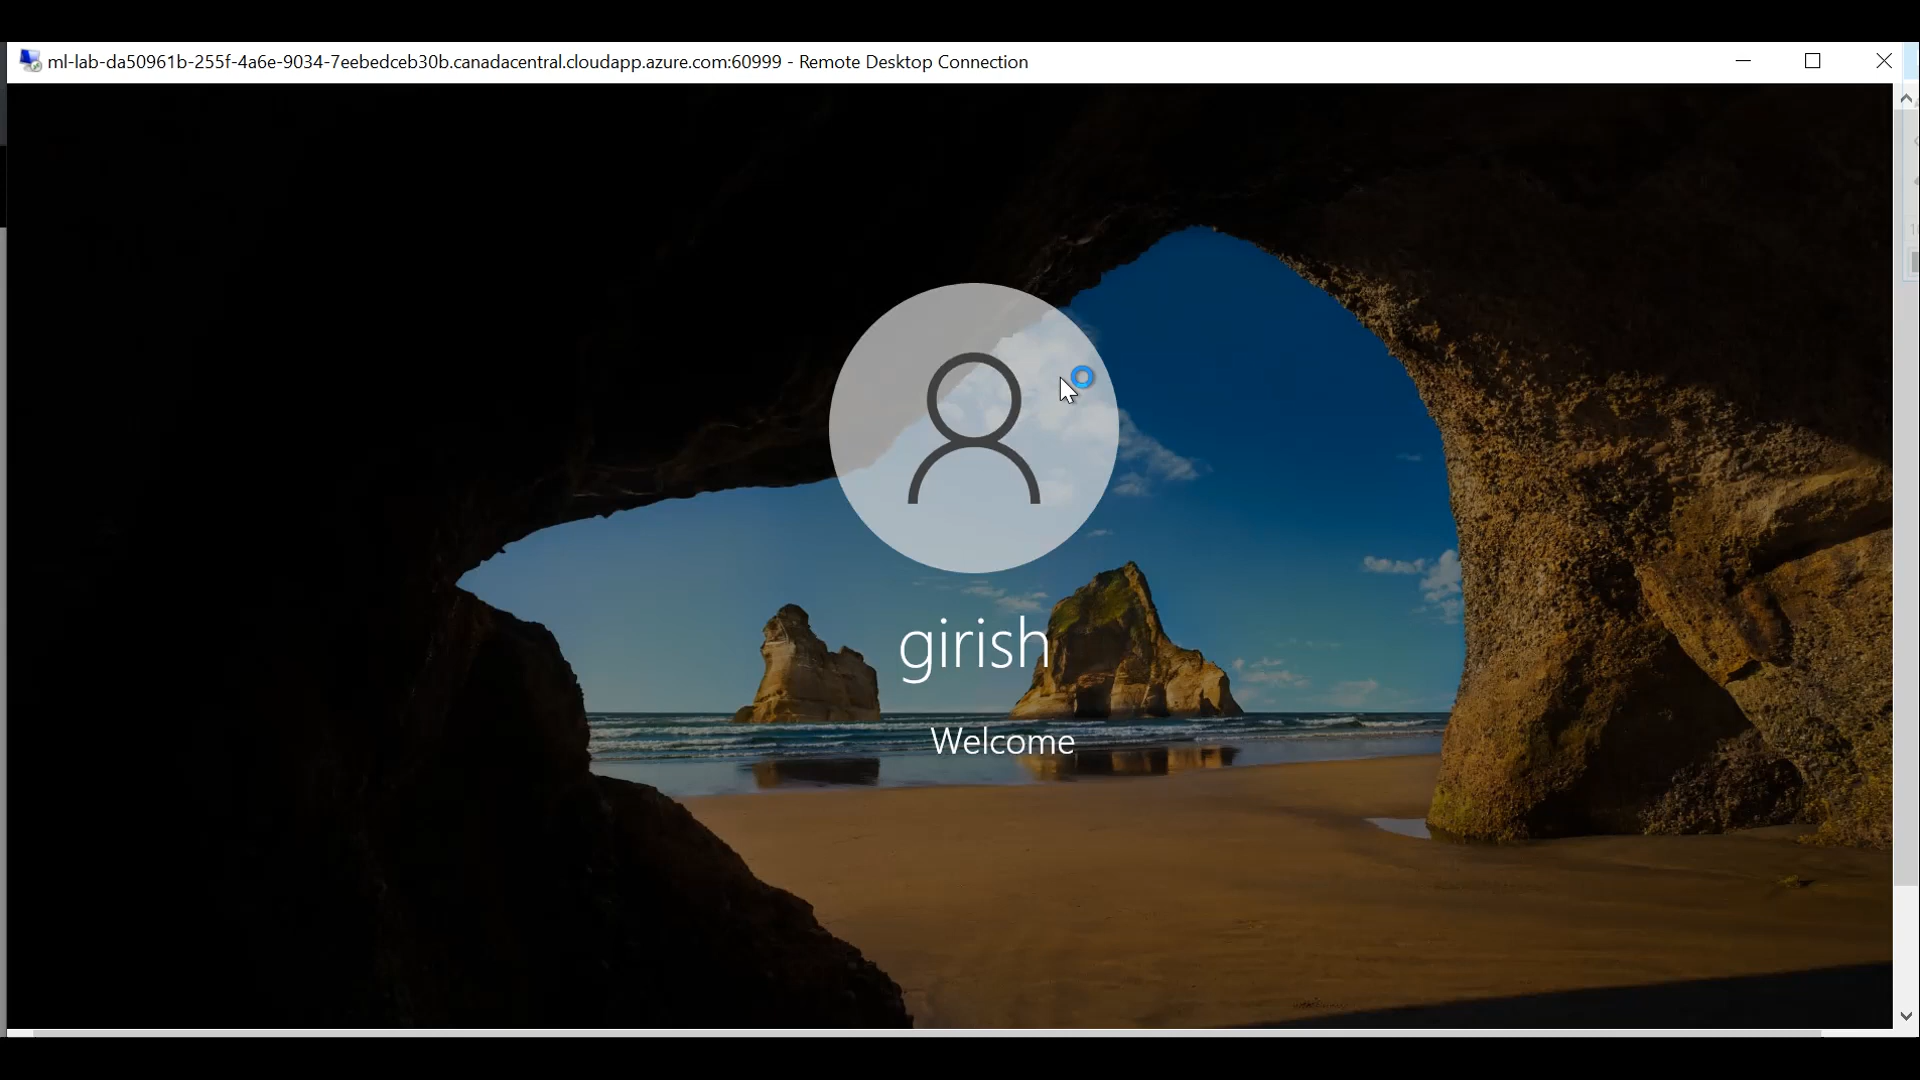 ml-lab-da50961b-255f-4a6e-9034-7eebedceb30b.canadacentral.cloudapp.azure.com:60999 - Remote Desktop Connection
girish
Welcome